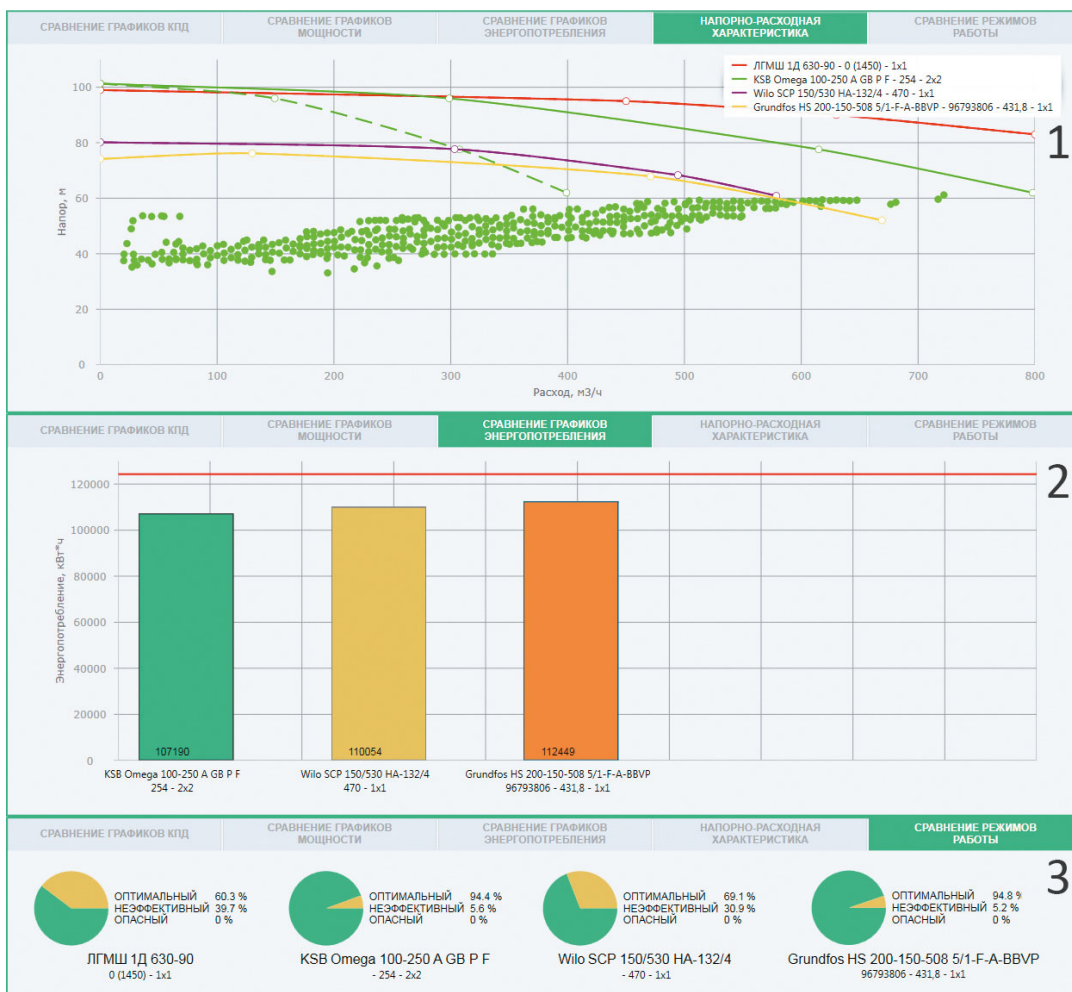 СРАВНЕНИЕ ГРАФИКОВ КПД
СРАВНЕНИЕ ГРАФИКОВ
МОЩНОСТИ
СРАВНЕНИЕ ГРАФИКОВ
ЭНЕРГОПОТРЕБЛЕНИЯ
НАПОРНО-РАСХОДНАЯ
ХАРАКТЕРИСТИКА
СРАВНЕНИЕ РЕЖИМОВ
РАБОТЫ
ЛГМШ 1Д 630-90 - 0 (1450) - 1x1
KSB Omega 100-250 A GB P F - 254 - 2x2
Wilo SCP 150/530 HA-132/4 - 470 - 1x1
Grundfos HS 200-150-508 5/1-F-A-BBVP - 96793806 - 431,8 - 1x1
1
Напор, м
100
80
60
40
20
0
0 100 200 300 400 500 600 700 800
Расход, м3/ч
СРАВНЕНИЕ ГРАФИКОВ КПД
СРАВНЕНИЕ ГРАФИКОВ
МОЩНОСТИ
СРАВНЕНИЕ ГРАФИКОВ
ЭНЕРГОПОТРЕБЛЕНИЯ
НАПОРНО-РАСХОДНАЯ
ХАРАКТЕРИСТИКА
СРАВНЕНИЕ РЕЖИМОВ
РАБОТЫ
2
Энергопотребление, кВт*ч
120000
100000
80000
60000
40000
20000
0
107190
110054
112449
KSB Omega 100-250 A GB P F
254 - 2x2
Wilo SCP 150/530 HA-132/4
470 - 1x1
Grundfos HS 200-150-508 5/1-F-A-BBVP
96793806 - 431,8 - 1x1
СРАВНЕНИЕ ГРАФИКОВ КПД
СРАВНЕНИЕ ГРАФИКОВ
МОЩНОСТИ
СРАВНЕНИЕ ГРАФИКОВ
ЭНЕРГОПОТРЕБЛЕНИЯ
НАПОРНО-РАСХОДНАЯ
ХАРАКТЕРИСТИКА
СРАВНЕНИЕ РЕЖИМОВ
РАБОТЫ
3
ОПТИМАЛЬНЫЙ 60.3 %
НЕЭФФЕКТИВНЫЙ 39.7 %
ОПАСНЫЙ 0 %
ЛГМШ 1Д 630-90
0 (1450) - 1x1
ОПТИМАЛЬНЫЙ 94.4 %
НЕЭФФЕКТИВНЫЙ 5.6 %
ОПАСНЫЙ 0 %
KSB Omega 100-250 A GB P F
- 254 - 2x2
ОПТИМАЛЬНЫЙ 69.1 %
НЕЭФФЕКТИВНЫЙ 30.9 %
ОПАСНЫЙ 0 %
Wilo SCP 150/530 HA-132/4
- 470 - 1x1
ОПТИМАЛЬНЫЙ 94.8 %
НЕЭФФЕКТИВНЫЙ 5.2 %
ОПАСНЫЙ 0 %
Grundfos HS 200-150-508 5/1-F-A-BBVP
96793806 - 431,8 - 1x1